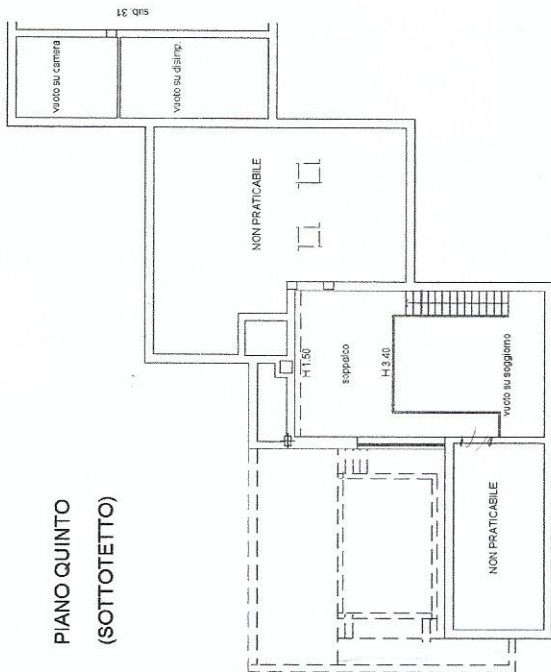 PIANO QUINTO
(SOTTOTETTO)
sub. 31
vuoto su camera
vuoto su disimp.
NON PRATICABILE
H 1.50
soppalco
H 3.40
vuoto su soggiorno
NON PRATICABILE